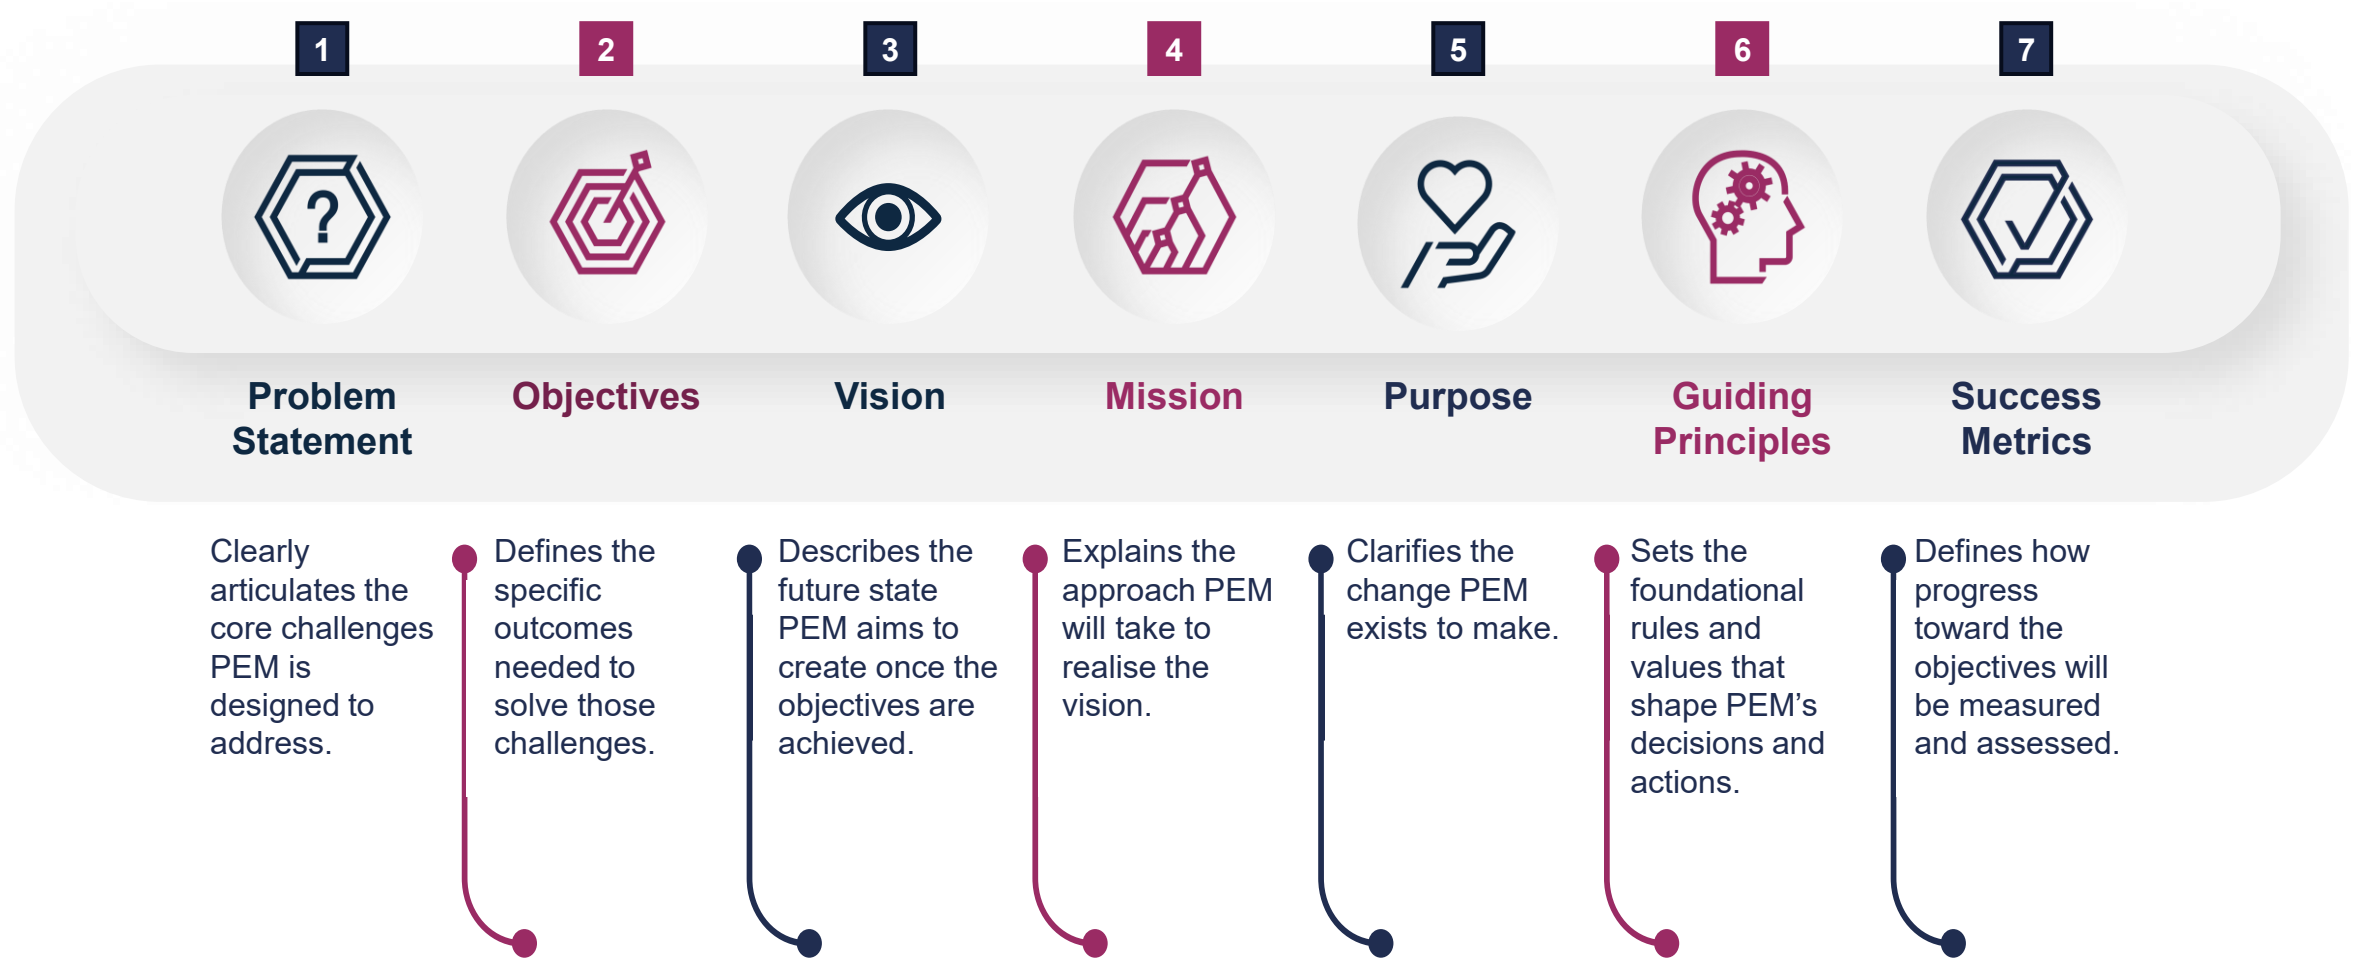 1
2
3
4
5
6
7
?
Problem
Statement
Objectives
Vision
Mission
Purpose
Guiding
Principles
Success
Metrics
Clearly
articulates the
core challenges
PEM is
designed to
address.
Defines the
specific
outcomes
needed to
solve those
challenges.
Describes the
future state
PEM aims to
create once the
objectives are
achieved.
Explains the
approach PEM
will take to
realise the
vision.
Clarifies the
change PEM
exists to make.
Sets the
foundational
rules and
values that
shape PEM’s
decisions and
actions.
Defines how
progress
toward the
objectives will
be measured
and assessed.